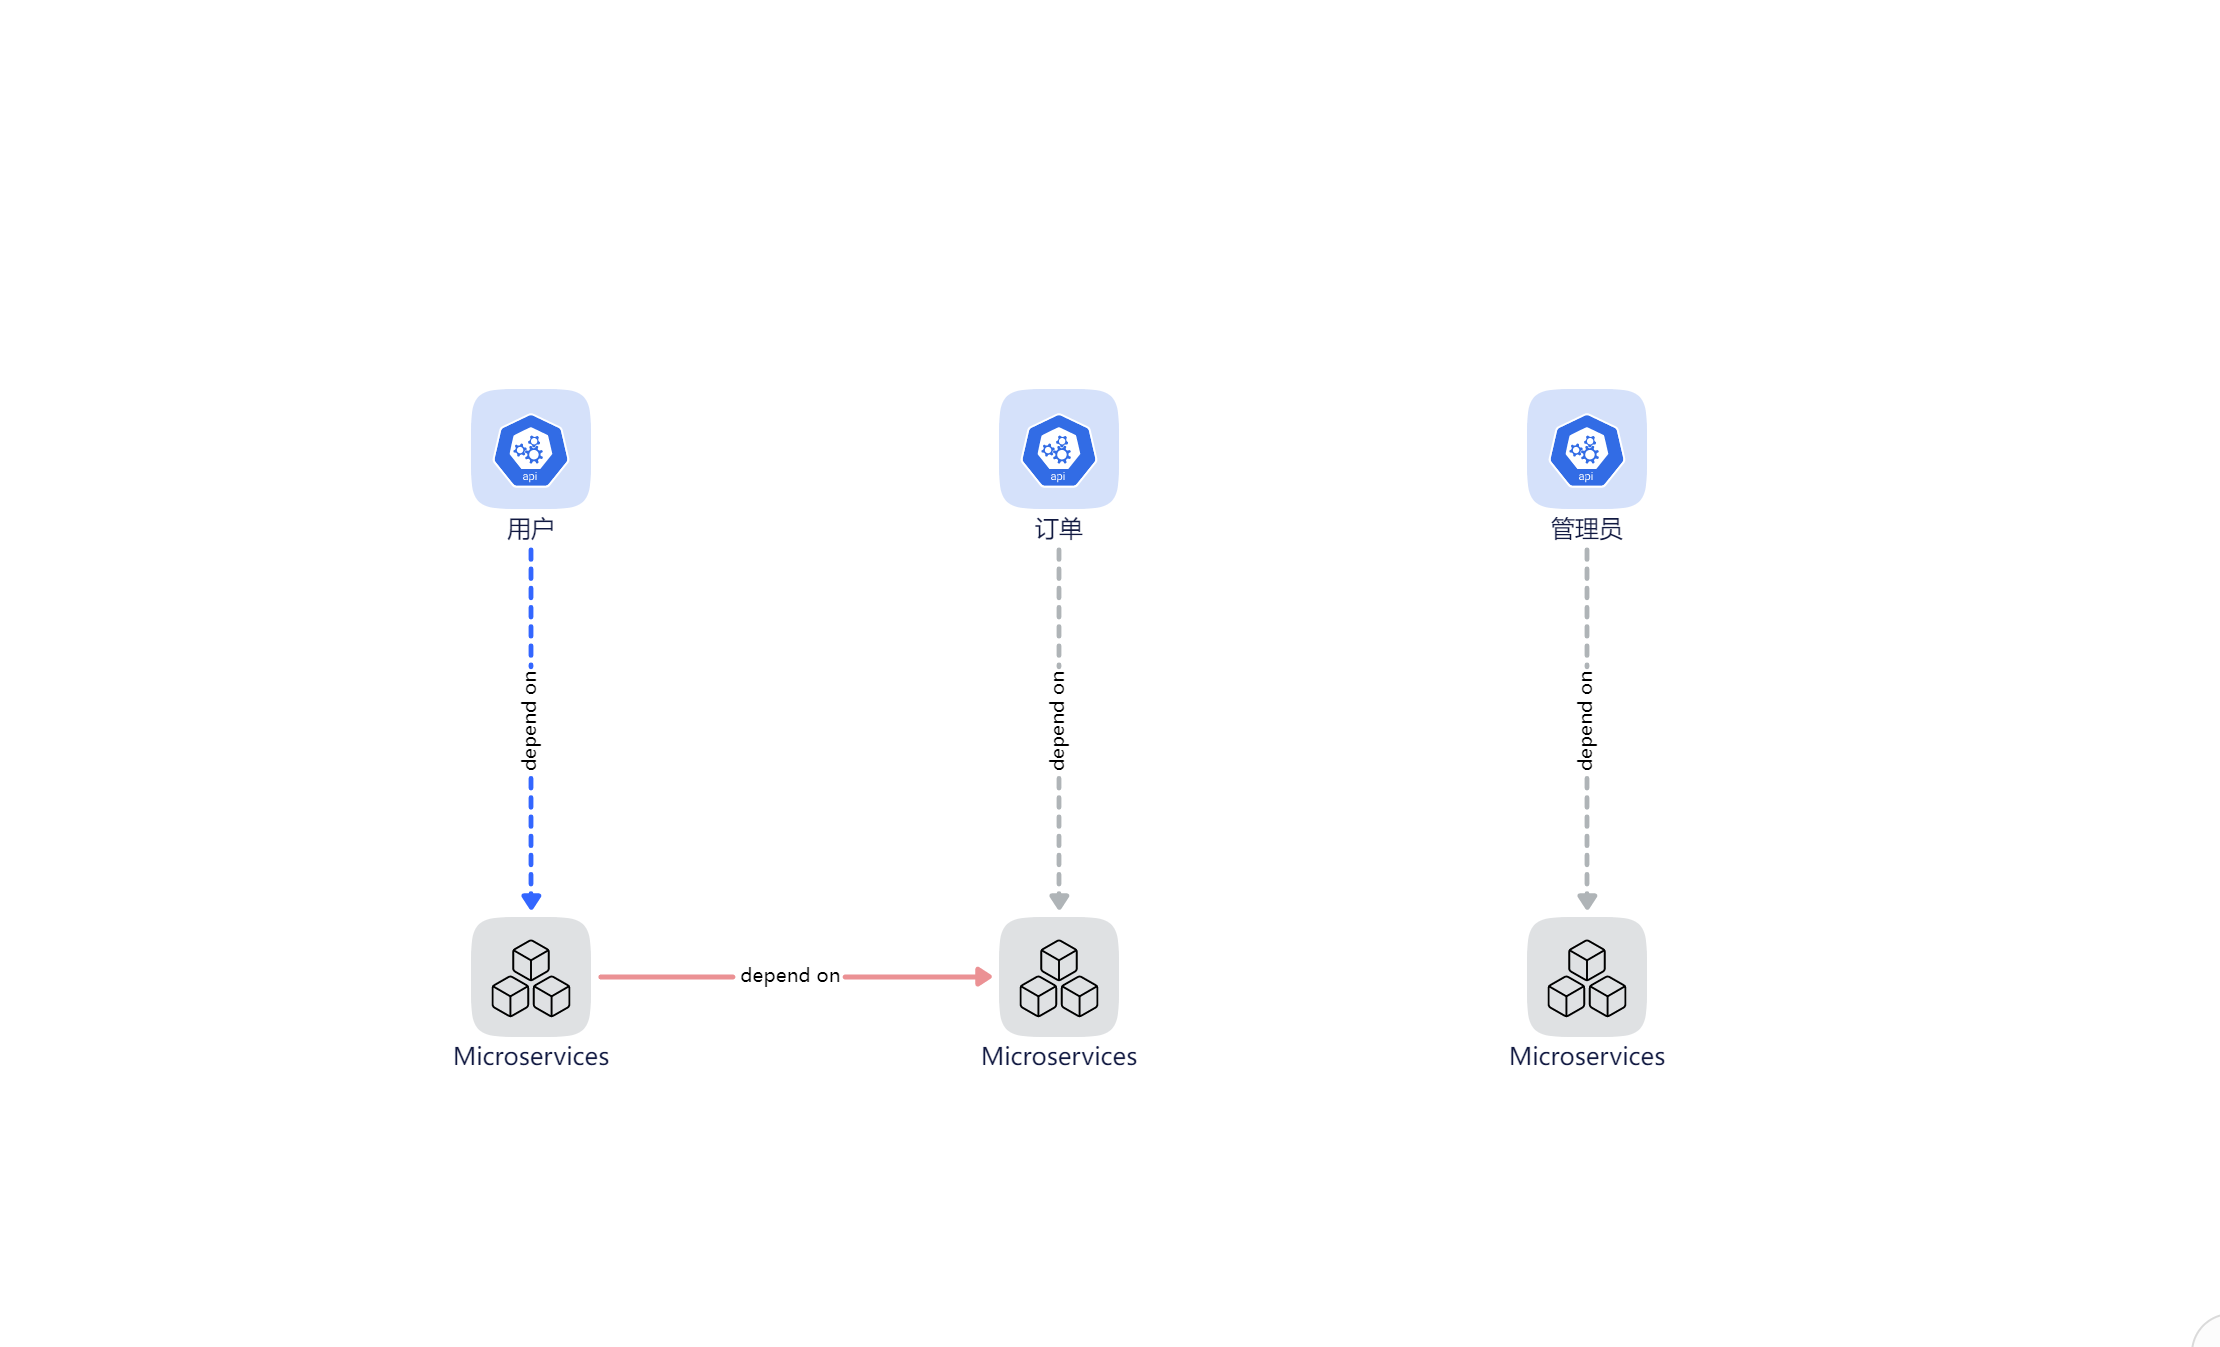 api
api
api
用户
订单
管理员
depend on
depend on
depend on
depend on
Microservices
Microservices
Microservices